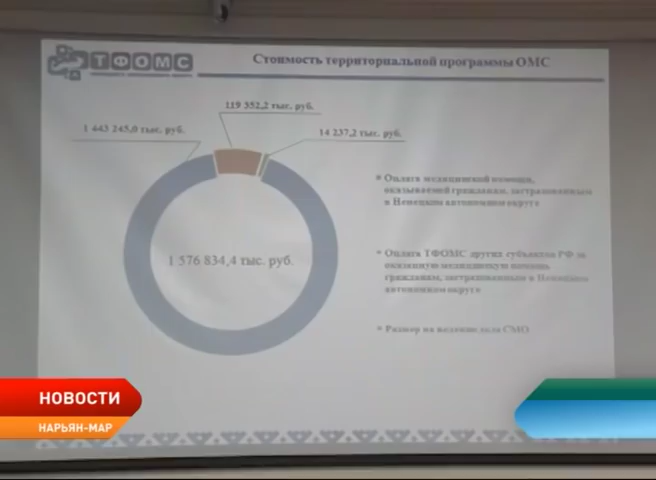 ТФОМС
Стоимость территориальной программы ОМС
119 352,2 тыс. руб.
1 443 245,0 тыс. руб.
14 237,2 тыс. руб.
1 576 834,4 тыс. руб.
Оплата медицинской помощи,
оказываемой гражданам, застрахованным
в Ненецком автономном округе
Оплата ТФОМС других субъектов РФ за
оказанную медицинскую помощь
гражданам, застрахованным в Ненецком
автономном округе
Размер на ведение дела СМО
НОВОСТИ
НАРЬЯН-МАР